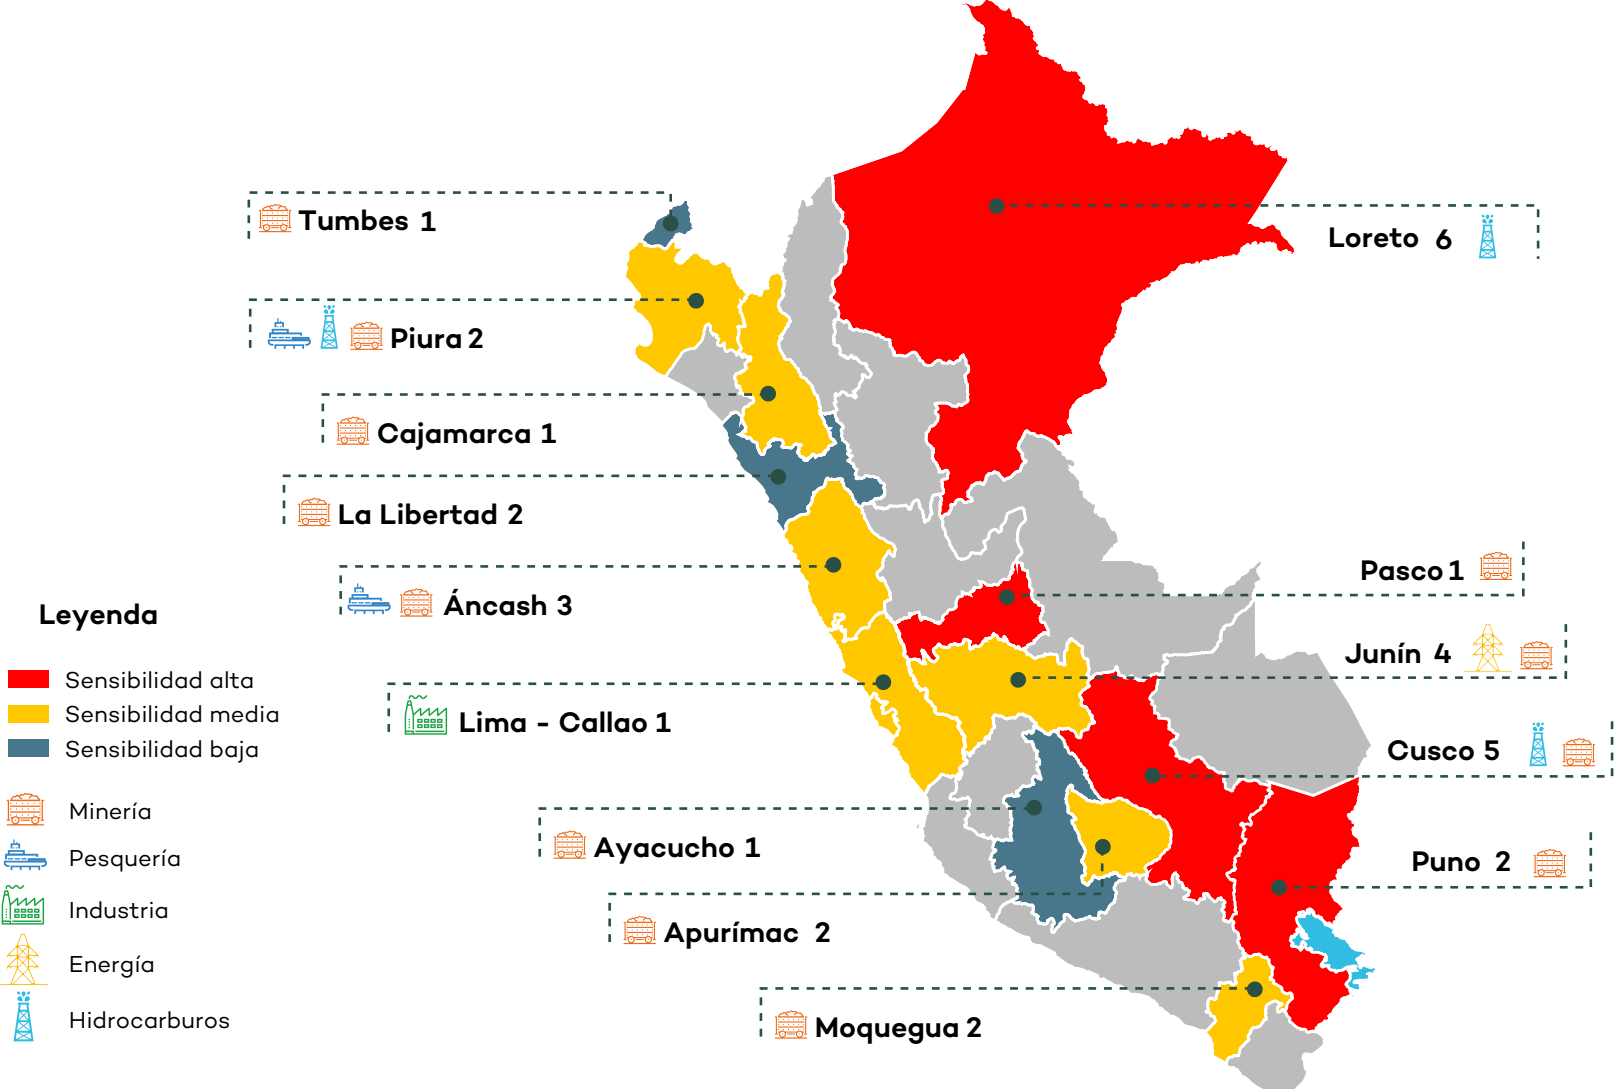 Tumbes 1
Piura 2
Cajamarca 1
La Libertad 2
Áncash 3
Lima - Callao 1
Ayacucho 1
Apurímac 2
Moquegua 2
Loreto 6
Pasco 1
Junín 4
Cusco 5
Puno 2
Leyenda
Sensibilidad alta
Sensibilidad media
Sensibilidad baja
Minería
Pesquería
Industria
Energía
Hidrocarburos